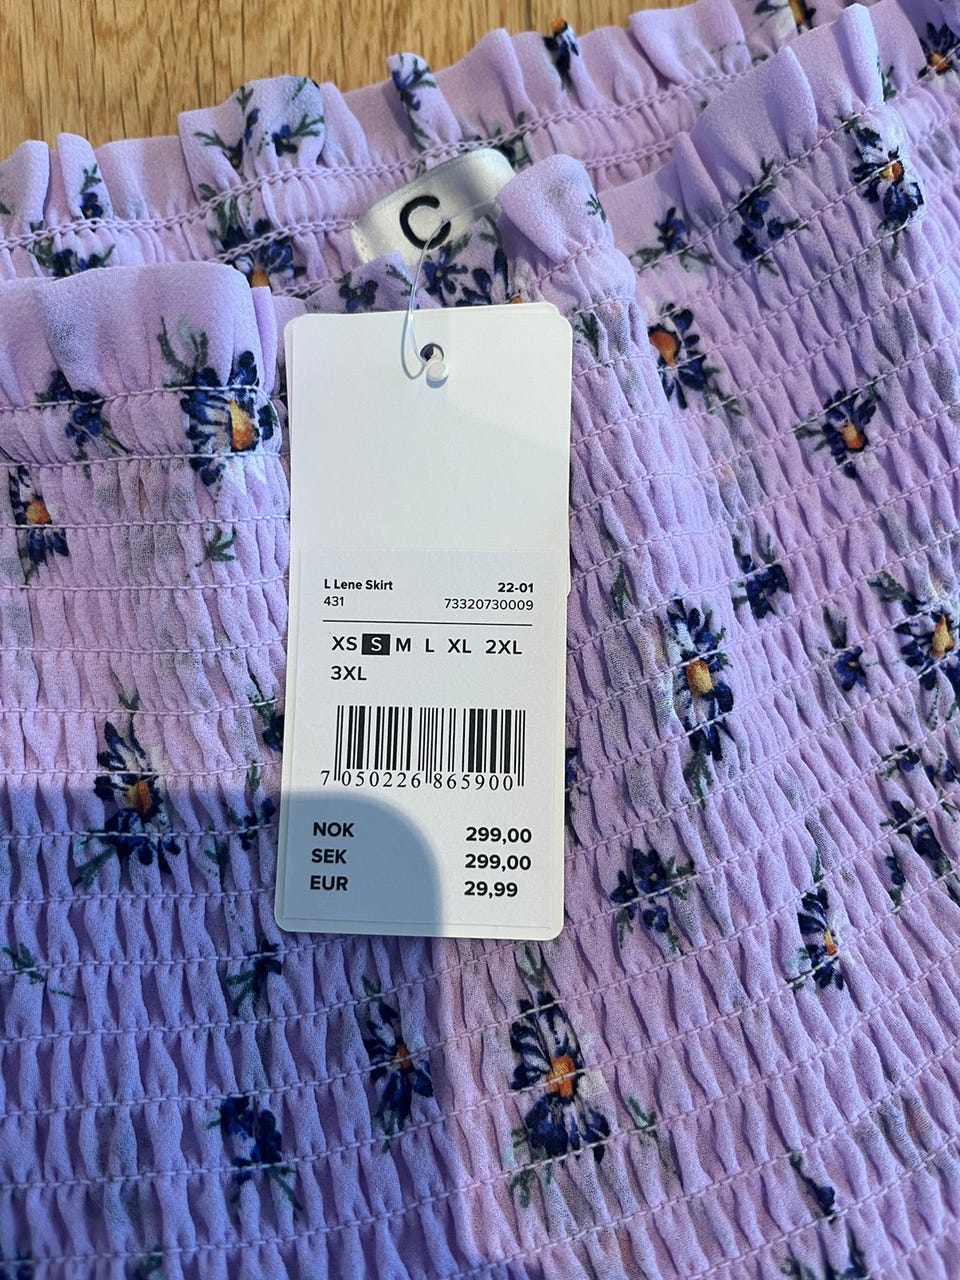 C
L Lene Skirt 22-01
431 73320730009
XS S M L XL 2XL
3XL
7 050226 865900
NOK 299,00
SEK 299,00
EUR 29,99